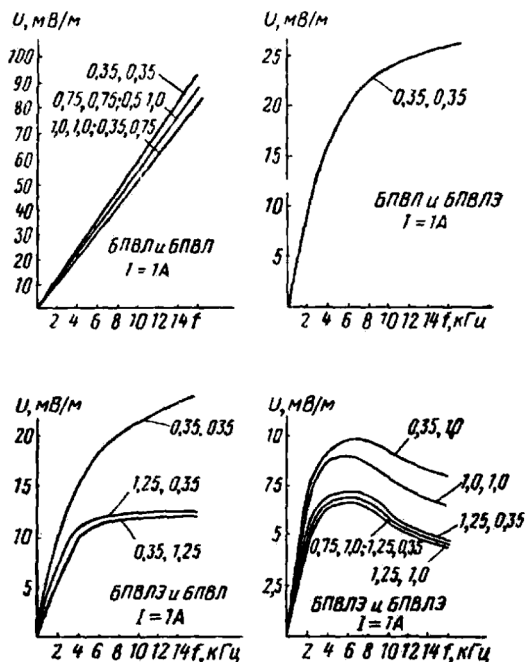 U, мВ/м
100
90
80
70
60
50
40
30
20
10
0,35, 0,35
0,75, 0,75;0,5 1,0
1,0, 1,0;0,35,0,75
БПВЛ и БПВЛ
I = 1А
2 4 6 8 10 12 14 f
U, мВ/м
25
20
15
10
5
0,35, 0,35
БПВЛ и БПВЛЭ
I = 1А
2 4 6 8 10 12 14 f, кГц
U, мВ/м
20
15
10
5
0,35, 035
1,25, 0,35
0,35, 1,25
БПВЛЭ и БПВЛ
I = 1А
2 4 6 8 10 12 14 f, кГц
U, мВ/м
10
7,5
5
2,5
0,35, 1,0
1,0, 1,0
1,25, 0,35
0,75, 1,0;1,25, 0,35
1,25, 1,0
БПВЛЭ и БПВЛЭ
I = 1А
2 4 6 8 10 12 14 f, кГц